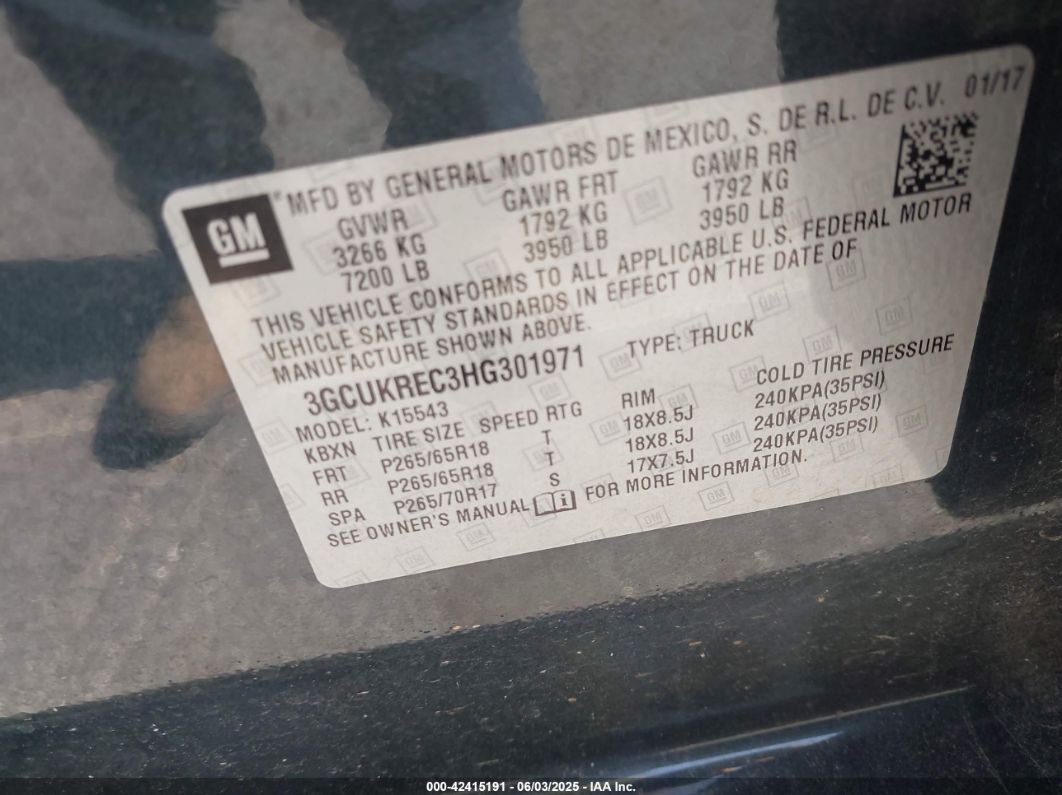 GM
MFD BY GENERAL MOTORS DE MEXICO, S. DE R.L. DE C.V. 01/17
GVWR GAWR FRT GAWR RR
3266 KG 1792 KG 1792 KG
7200 LB 3950 LB 3950 LB
THIS VEHICLE CONFORMS TO ALL APPLICABLE U.S. FEDERAL MOTOR
VEHICLE SAFETY STANDARDS IN EFFECT ON THE DATE OF
MANUFACTURE SHOWN ABOVE.
3GCUKREC3HG301971 TYPE: TRUCK
MODEL: K15543
KBXN TIRE SIZE SPEED RTG RIM COLD TIRE PRESSURE
FRT P265/65R18 T 18X8.5J 240KPA(35PSI)
RR P265/65R18 T 18X8.5J 240KPA(35PSI)
SPA P265/70R17 S 17X7.5J 240KPA(35PSI)
SEE OWNER'S MANUAL FOR MORE INFORMATION.
000-42415191 - 06/03/2025 - IAA Inc.